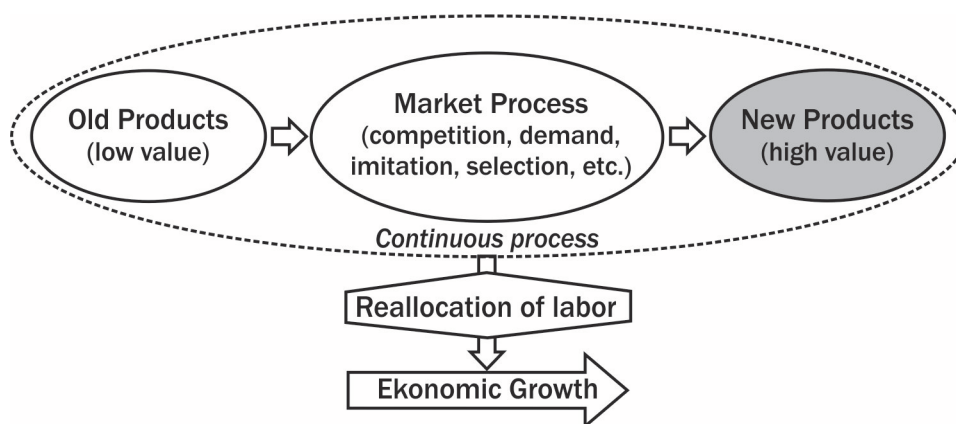 Old Products
(low value)
Market Process
(competition, demand,
imitation, selection, etc.)
New Products
(high value)
Continuous process
Reallocation of labor
Ekonomic Growth